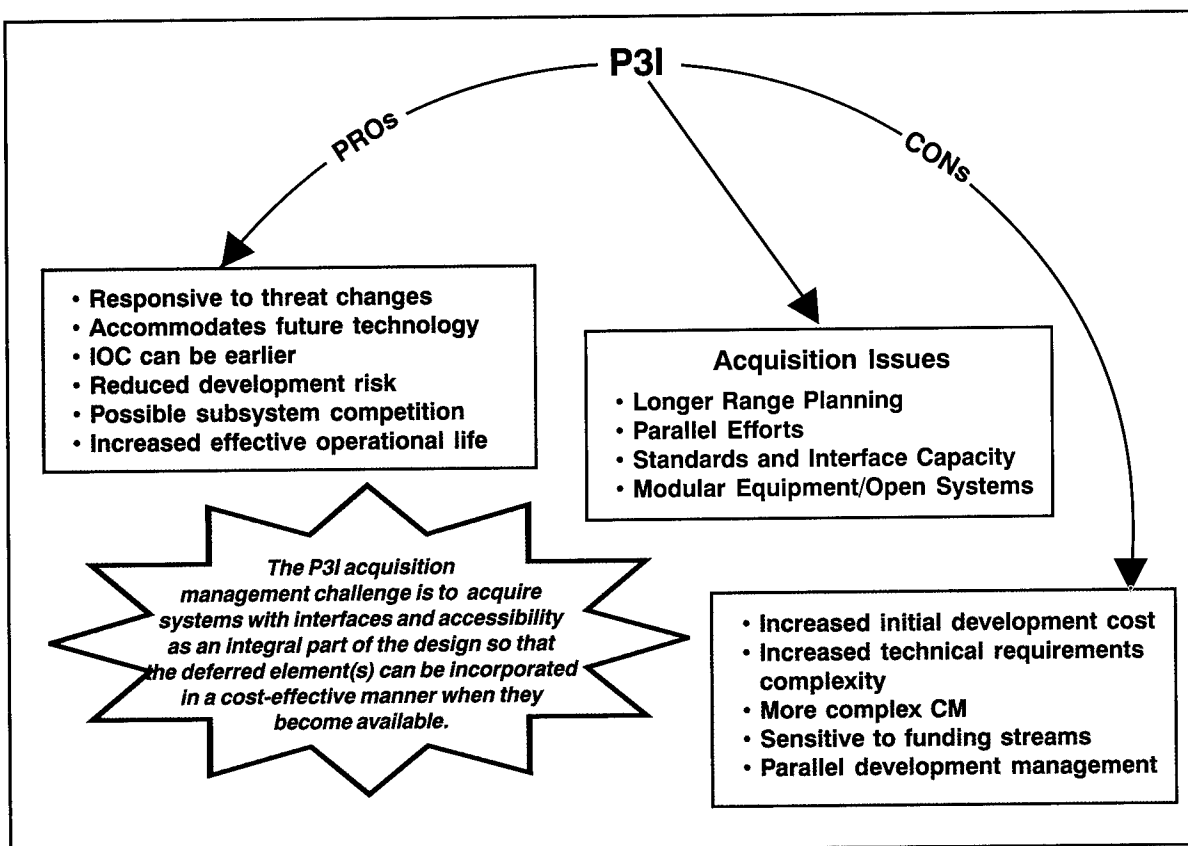 P3I
PROs
CONs
• Responsive to threat changes
• Accommodates future technology
• IOC can be earlier
• Reduced development risk
• Possible subsystem competition
• Increased effective operational life
Acquisition Issues
• Longer Range Planning
• Parallel Efforts
• Standards and Interface Capacity
• Modular Equipment/Open Systems
The P3I acquisition
management challenge is to acquire
systems with interfaces and accessibility
as an integral part of the design so that
the deferred element(s) can be incorporated
in a cost-effective manner when they
become available.
• Increased initial development cost
• Increased technical requirements
complexity
• More complex CM
• Sensitive to funding streams
• Parallel development management